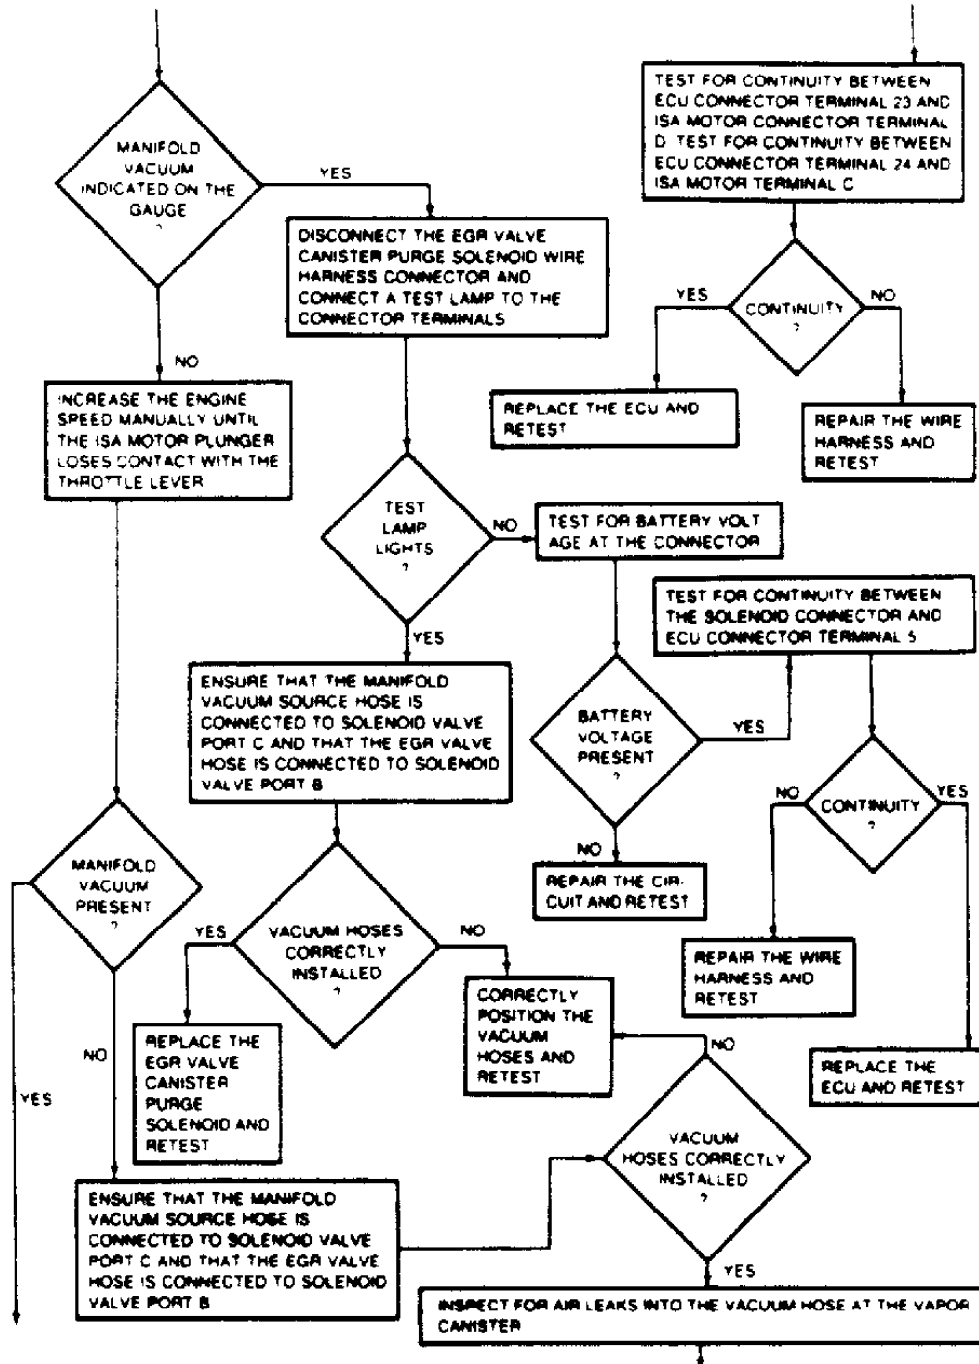 MANIFOLD
VACUUM
INDICATED ON THE
GAUGE
?
YES
NO
DISCONNECT THE EGR VALVE
CANISTER PURGE SOLENOID WIRE
HARNESS CONNECTOR AND
CONNECT A TEST LAMP TO THE
CONNECTOR TERMINALS
TEST FOR CONTINUITY BETWEEN
ECU CONNECTOR TERMINAL 23 AND
ISA MOTOR CONNECTOR TERMINAL
D. TEST FOR CONTINUITY BETWEEN
ECU CONNECTOR TERMINAL 24 AND
ISA MOTOR TERMINAL C
YES
CONTINUITY
?
NO
REPLACE THE ECU AND
RETEST
REPAIR THE WIRE
HARNESS AND
RETEST
INCREASE THE ENGINE
SPEED MANUALLY UNTIL
THE ISA MOTOR PLUNGER
LOSES CONTACT WITH THE
THROTTLE LEVER
TEST
LAMP
LIGHTS
?
NO
YES
TEST FOR BATTERY VOLT
AGE AT THE CONNECTOR
TEST FOR CONTINUITY BETWEEN
THE SOLENOID CONNECTOR AND
ECU CONNECTOR TERMINAL 5
ENSURE THAT THE MANIFOLD
VACUUM SOURCE HOSE IS
CONNECTED TO SOLENOID VALVE
PORT C AND THAT THE EGR VALVE
HOSE IS CONNECTED TO SOLENOID
VALVE PORT B
BATTERY
VOLTAGE
PRESENT
?
YES
NO
REPAIR THE CIR-
CUIT AND RETEST
NO
CONTINUITY
?
YES
REPAIR THE WIRE
HARNESS AND
RETEST
REPLACE THE
ECU AND RETEST
MANIFOLD
VACUUM
PRESENT
?
YES
NO
YES
VACUUM HOSES
CORRECTLY
INSTALLED
?
NO
REPLACE THE
EGR VALVE
CANISTER
PURGE
SOLENOID AND
RETEST
CORRECTLY
POSITION THE
VACUUM
HOSES AND
RETEST
ENSURE THAT THE MANIFOLD
VACUUM SOURCE HOSE IS
CONNECTED TO SOLENOID VALVE
PORT C AND THAT THE EGR VALVE
HOSE IS CONNECTED TO SOLENOID
VALVE PORT B
NO
VACUUM
HOSES CORRECTLY
INSTALLED
?
YES
INSPECT FOR AIR LEAKS INTO THE VACUUM HOSE AT THE VAPOR
CANISTER